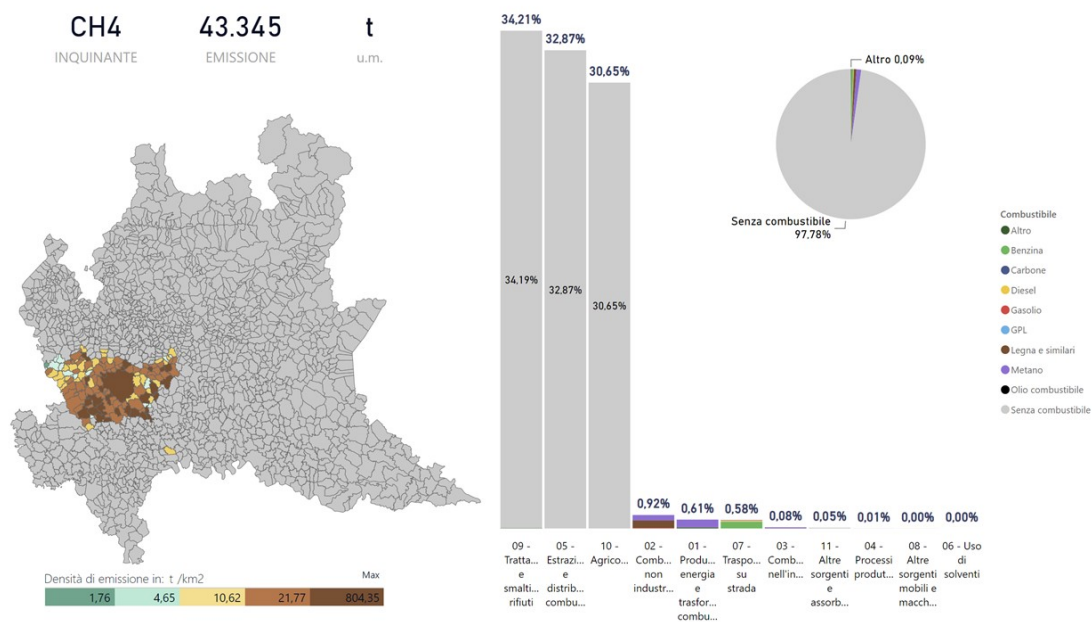 CH4
43.345
t
INQUINANTE
EMISSIONE
u.m.
34,21%
32,87%
30,65%
34,19%
32,87%
30,65%
0,92%
0,61%
0,58%
0,08%
0,05%
0,01%
0,00%
0,00%
09 -
Tratta...
e
smalti...
rifiuti
05 -
Estrazi...
e
distrib...
combu...
10 -
Agrico...
02 -
Comb...
non
industr...
01 -
Produ...
energia
e
trasfor...
combu...
07 -
Traspo...
su
strada
03 -
Comb...
nell'in...
11 -
Altre
sorgenti
e
assorb...
04 -
Processi
produt...
08 -
Altre
sorgenti
mobili e
macch...
06 - Uso
di
solventi
Altro 0,09%
Senza combustibile
97,78%
Combustibile
Altro
Benzina
Carbone
Diesel
Gasolio
GPL
Legna e similari
Metano
Olio combustibile
Senza combustibile
Densità di emissione in: t /km2
Max
1,76
4,65
10,62
21,77
804,35